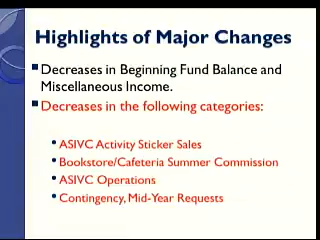 Highlights of Major Changes
Decreases in Beginning Fund Balance and
Miscellaneous Income.
Decreases in the following categories:
ASIVC Activity Sticker Sales
Bookstore/Cafeteria Summer Commission
ASIVC Operations
Contingency, Mid-Year Requests